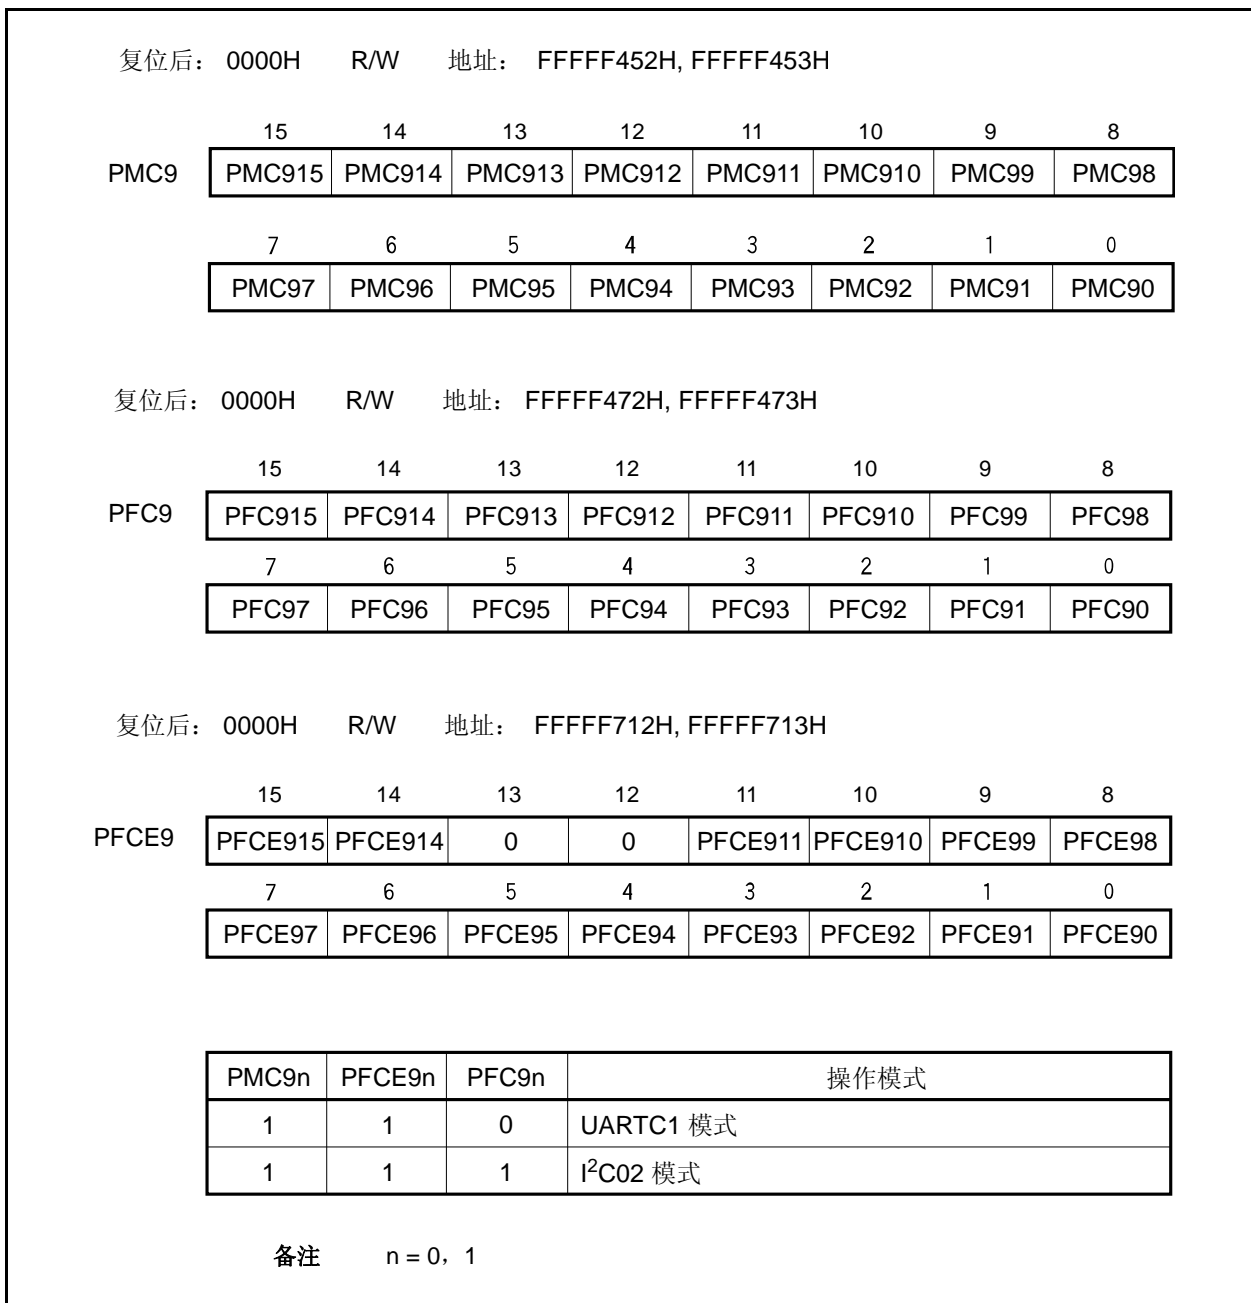 复位后： 0000H R/W 地址： FFFFF452H, FFFFF453H
15 14 13 12 11 10 9 8
PMC9 PMC915 PMC914 PMC913 PMC912 PMC911 PMC910 PMC99 PMC98
7 6 5 4 3 2 1 0
PMC97 PMC96 PMC95 PMC94 PMC93 PMC92 PMC91 PMC90
复位后： 0000H R/W 地址： FFFFF472H, FFFFF473H
15 14 13 12 11 10 9 8
PFC9 PFC915 PFC914 PFC913 PFC912 PFC911 PFC910 PFC99 PFC98
7 6 5 4 3 2 1 0
PFC97 PFC96 PFC95 PFC94 PFC93 PFC92 PFC91 PFC90
复位后： 0000H R/W 地址： FFFFF712H, FFFFF713H
15 14 13 12 11 10 9 8
PFCE9 PFCE915 PFCE914 0 0 PFCE911 PFCE910 PFCE99 PFCE98
7 6 5 4 3 2 1 0
PFCE97 PFCE96 PFCE95 PFCE94 PFCE93 PFCE92 PFCE91 PFCE90
PMC9n PFCE9n PFC9n 操作模式
1 1 0 UARTC1 模式
1 1 1 I²C02 模式
备注 n = 0，1